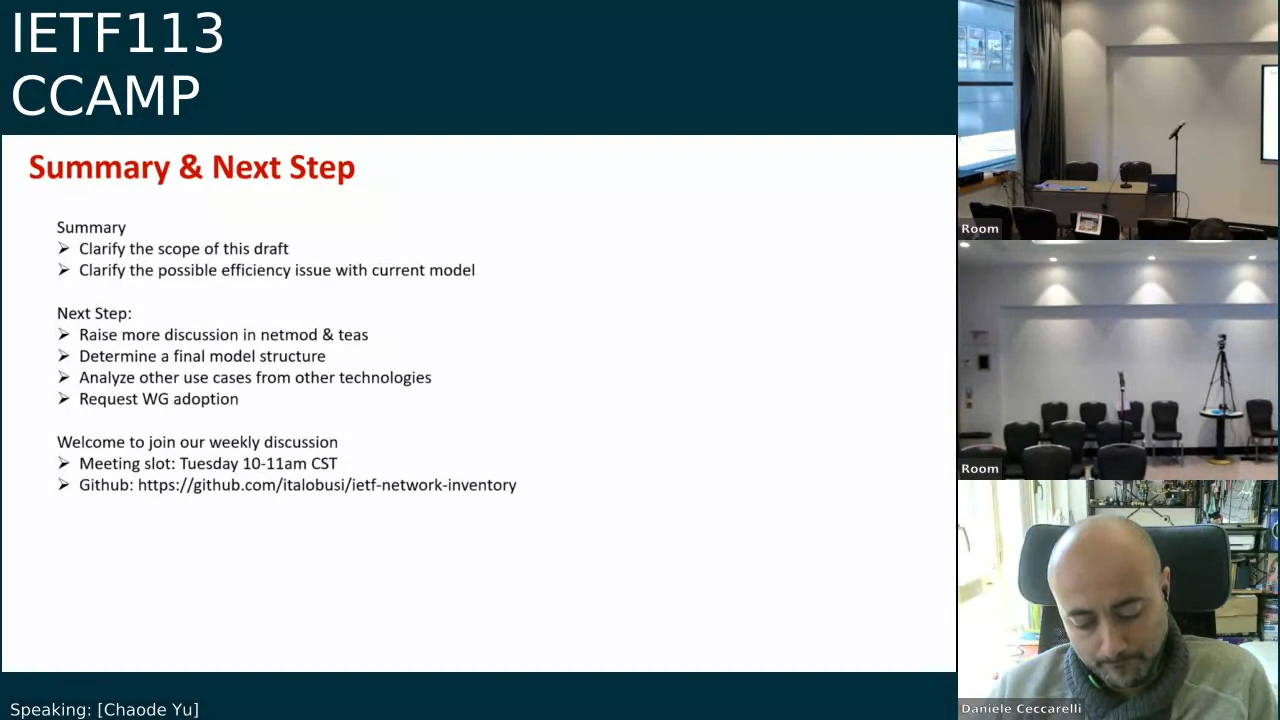 IETF113
CCAMP
Summary & Next Step
Summary
Clarify the scope of this draft
Clarify the possible efficiency issue with current model
Next Step:
Raise more discussion in netmod & teas
Determine a final model structure
Analyze other use cases from other technologies
Request WG adoption
Welcome to join our weekly discussion
Meeting slot: Tuesday 10-11am CST
Github: https://github.com/italobusi/ietf-network-inventory
Speaking: [Chaode Yu]
Room
Room
Daniele Ceccarelli